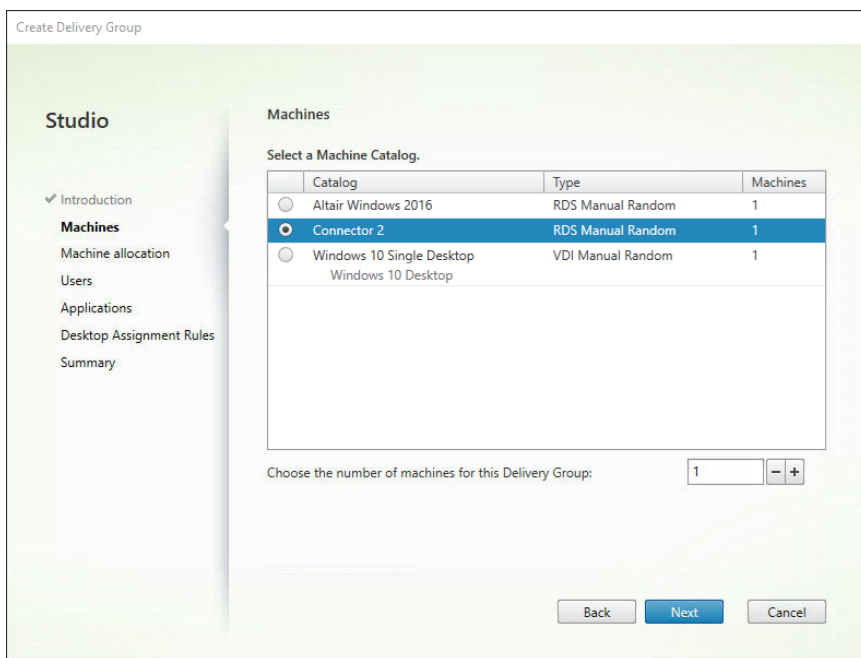 Create Delivery Group
Studio
Introduction
Machines
Machine allocation
Users
Applications
Desktop Assignment Rules
Summary
Machines
Select a Machine Catalog.
Catalog Type Machines
Altair Windows 2016 RDS Manual Random 1
Connector 2 RDS Manual Random 1
Windows 10 Single Desktop VDI Manual Random 1
Windows 10 Desktop
Choose the number of machines for this Delivery Group: 1 − +
Back Next Cancel